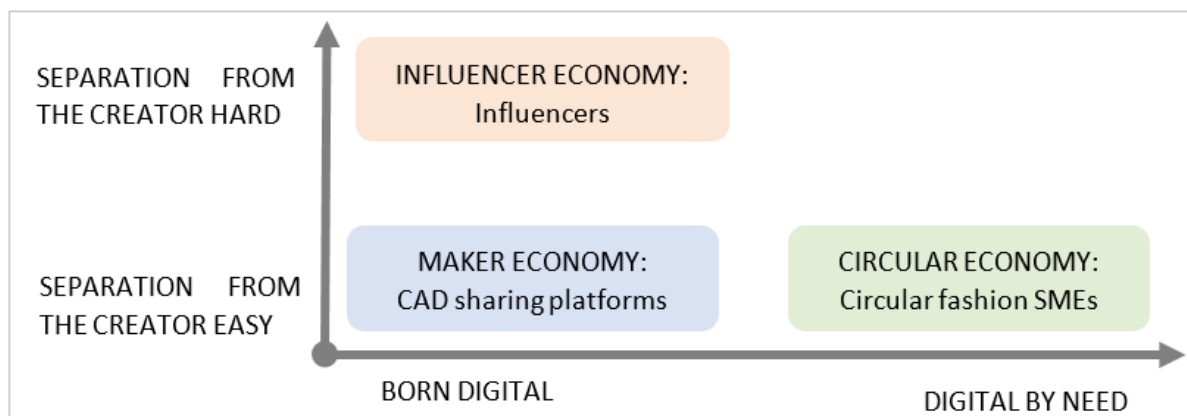 SEPARATION FROM
THE CREATOR HARD
INFLUENCER ECONOMY:
Influencers
SEPARATION FROM
THE CREATOR EASY
MAKER ECONOMY:
CAD sharing platforms
CIRCULAR ECONOMY:
Circular fashion SMEs
BORN DIGITAL
DIGITAL BY NEED